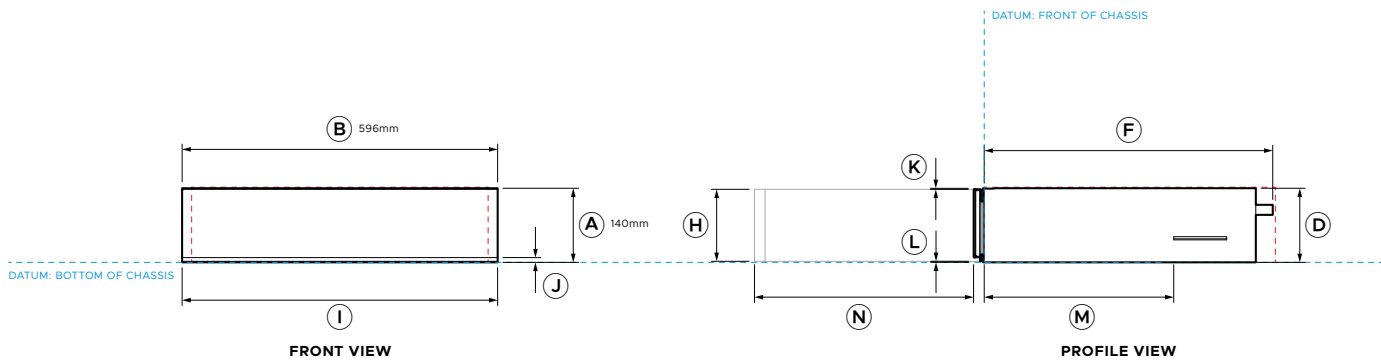 DATUM: FRONT OF CHASSIS
B 596mm
F
K
H
A 140mm
L
D
DATUM: BOTTOM OF CHASSIS
J
I
N
M
FRONT VIEW
PROFILE VIEW